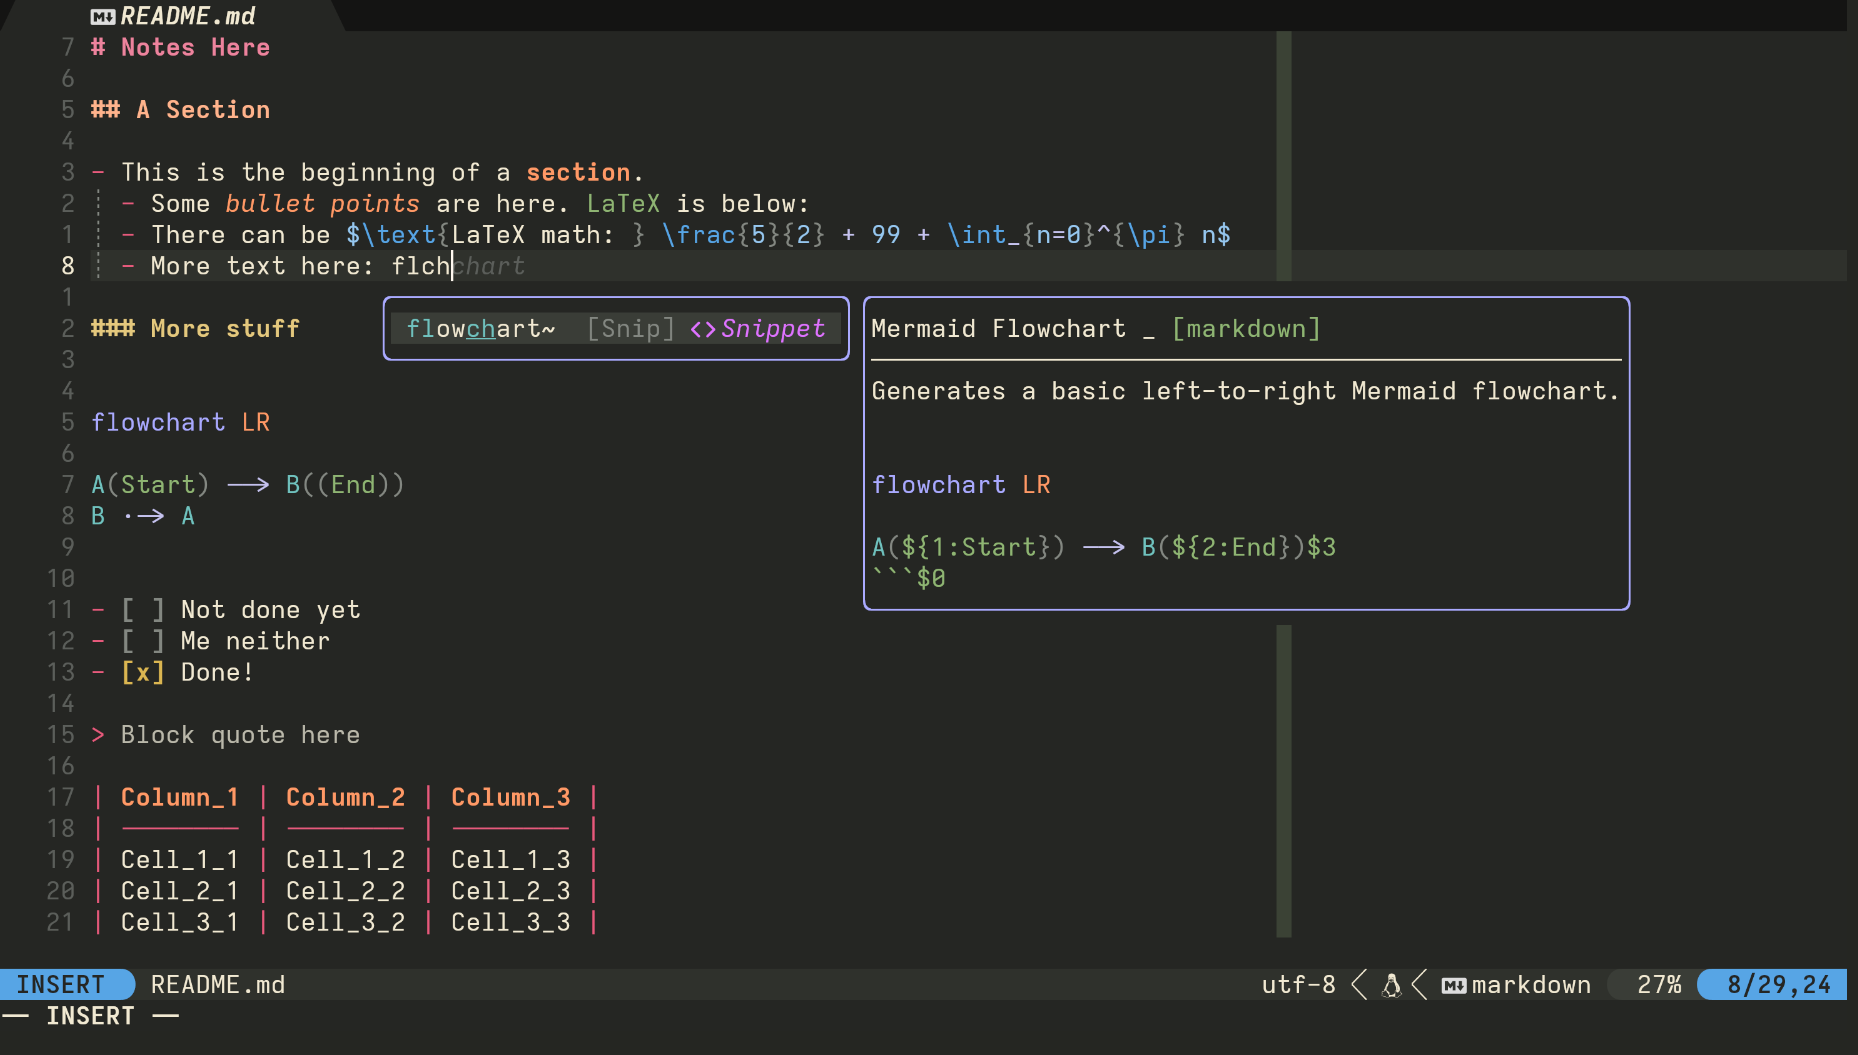 README.md
7 # Notes Here
6
5 ## A Section
4
3 - This is the beginning of a section.
2 - Some bullet points are here. LaTeX is below:
1 - There can be $\text{LaTeX math: } \frac{5}{2} + 99 + \int_{n=0}^{\pi} n$
8 - More text here: flchchart
1
2 ### More stuff
flowchart~ [Snip] <>Snippet
Mermaid Flowchart _ [markdown]
3
4
Generates a basic left-to-right Mermaid flowchart.
5 flowchart LR
6
7 A(Start) ⟶ B((End))
flowchart LR
8 B ·⟶ A
9
A(${1:Start}) ⟶ B(${2:End})$3
10
```$0
11 - [ ] Not done yet
12 - [ ] Me neither
13 - [x] Done!
14
15 > Block quote here
16
17 | Column_1 | Column_2 | Column_3 |
18 | -------- | -------- | -------- |
19 | Cell_1_1 | Cell_1_2 | Cell_1_3 |
20 | Cell_2_1 | Cell_2_2 | Cell_2_3 |
21 | Cell_3_1 | Cell_3_2 | Cell_3_3 |
INSERT README.md utf-8 markdown 27% 8/29,24
-- INSERT --